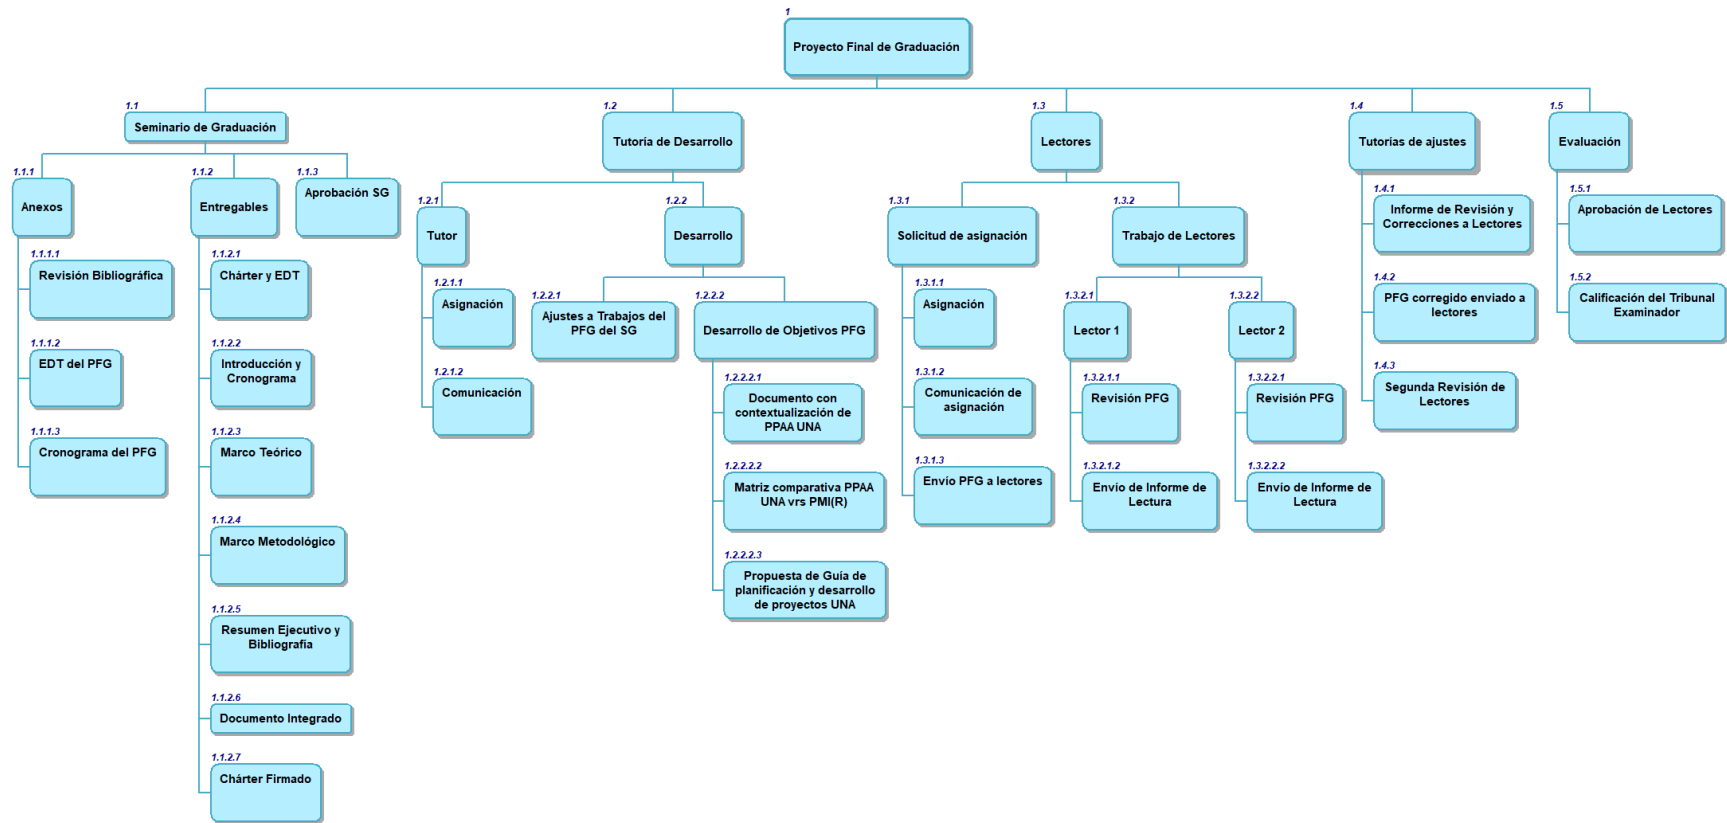 1
Proyecto Final de Graduación
1.1
Seminario de Graduación
1.1.1
Anexos
1.1.1.1
Revisión Bibliográfica
1.1.1.2
EDT del PFG
1.1.1.3
Cronograma del PFG
1.1.2
Entregables
1.1.2.1
Chárter y EDT
1.1.2.2
Introducción y
Cronograma
1.1.2.3
Marco Teórico
1.1.2.4
Marco Metodológico
1.1.2.5
Resumen Ejecutivo y
Bibliografía
1.1.2.6
Documento Integrado
1.1.2.7
Chárter Firmado
1.1.3
Aprobación SG
1.2
Tutoría de Desarrollo
1.2.1
Tutor
1.2.1.1
Asignación
1.2.1.2
Comunicación
1.2.2
Desarrollo
1.2.2.1
Ajustes a Trabajos del
PFG del SG
1.2.2.2
Desarrollo de Objetivos PFG
1.2.2.2.1
Documento con
contextualización de
PPAA UNA
1.2.2.2.2
Matriz comparativa PPAA
UNA vrs PMI(R)
1.2.2.2.3
Propuesta de Guía de
planificación y desarrollo
de proyectos UNA
1.3
Lectores
1.3.1
Solicitud de asignación
1.3.1.1
Asignación
1.3.1.2
Comunicación de
asignación
1.3.1.3
Envío PFG a lectores
1.3.2
Trabajo de Lectores
1.3.2.1
Lector 1
1.3.2.1.1
Revisión PFG
1.3.2.1.2
Envio de Informe de
Lectura
1.3.2.2
Lector 2
1.3.2.2.1
Revisión PFG
1.3.2.2.2
Envio de Informe de
Lectura
1.4
Tutorías de ajustes
1.4.1
Informe de Revisión y
Correcciones a Lectores
1.4.2
PFG corregido enviado a
lectores
1.4.3
Segunda Revisión de
Lectores
1.5
Evaluación
1.5.1
Aprobación de Lectores
1.5.2
Calificación del Tribunal
Examinador